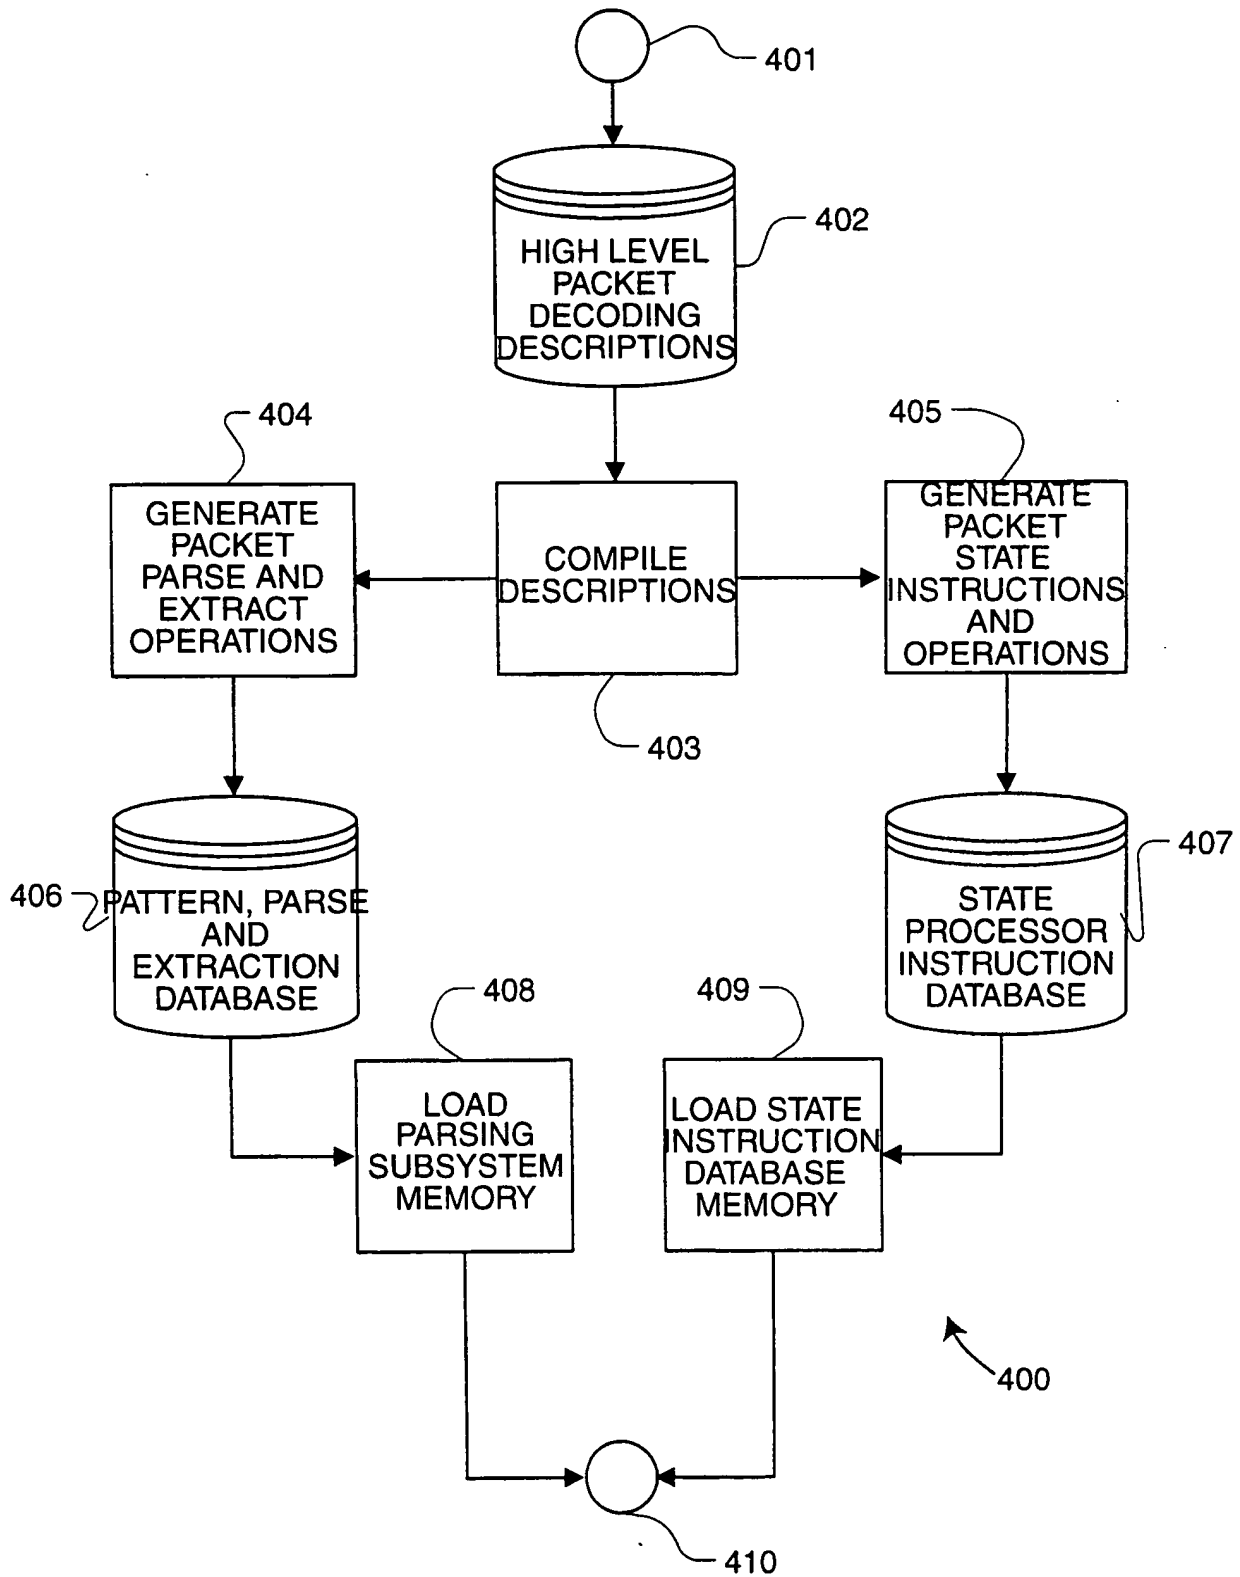 401
402
HIGH LEVEL
PACKET
DECODING
DESCRIPTIONS
404
405
GENERATE
PACKET
PARSE AND
EXTRACT
OPERATIONS
COMPILE
DESCRIPTIONS
GENERATE
PACKET
STATE
INSTRUCTIONS
AND
OPERATIONS
403
406
PATTERN, PARSE
AND
EXTRACTION
DATABASE
407
STATE
PROCESSOR
INSTRUCTION
DATABASE
408
409
LOAD
PARSING
SUBSYSTEM
MEMORY
LOAD STATE
INSTRUCTION
DATABASE
MEMORY
400
410